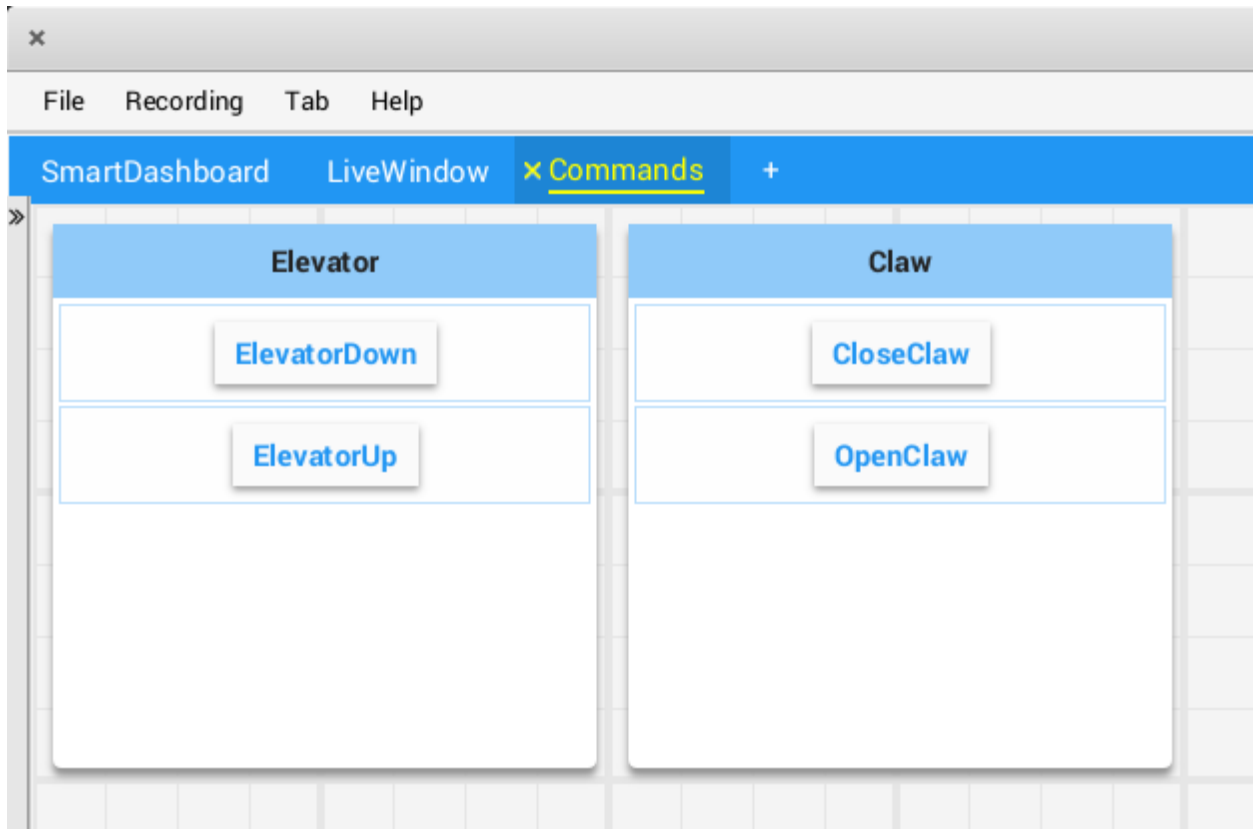 File Recording Tab Help
SmartDashboard LiveWindow × Commands +
»
Elevator
ElevatorDown
ElevatorUp
Claw
CloseClaw
OpenClaw